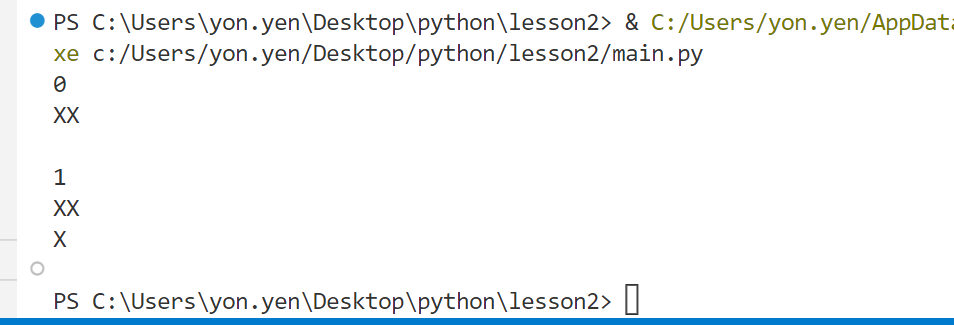 PS C:\Users\yon.yen\Desktop\python\lesson2> & C:/Users/yon.yen/AppData
xe c:/Users/yon.yen/Desktop/python/lesson2/main.py
0
XX
1
XX
X
PS C:\Users\yon.yen\Desktop\python\lesson2>